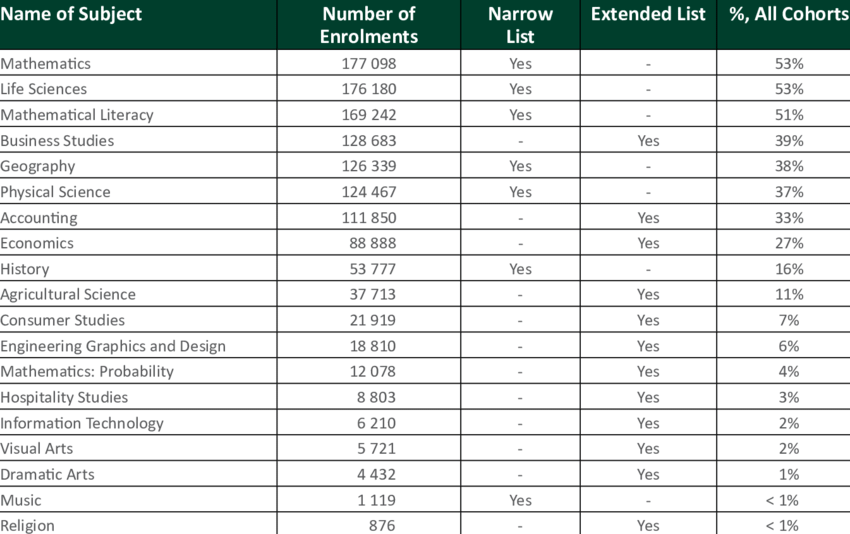 Name of Subject Number of Enrolments Narrow List Extended List %, All Cohorts
Mathematics 177 098 Yes - 53%
Life Sciences 176 180 Yes - 53%
Mathematical Literacy 169 242 Yes - 51%
Business Studies 128 683 - Yes 39%
Geography 126 339 Yes - 38%
Physical Science 124 467 Yes - 37%
Accounting 111 850 - Yes 33%
Economics 88 888 - Yes 27%
History 53 777 Yes - 16%
Agricultural Science 37 713 - Yes 11%
Consumer Studies 21 919 - Yes 7%
Engineering Graphics and Design 18 810 - Yes 6%
Mathematics: Probability 12 078 - Yes 4%
Hospitality Studies 8 803 - Yes 3%
Information Technology 6 210 - Yes 2%
Visual Arts 5 721 - Yes 2%
Dramatic Arts 4 432 - Yes 1%
Music 1 119 Yes - < 1%
Religion 876 - Yes < 1%